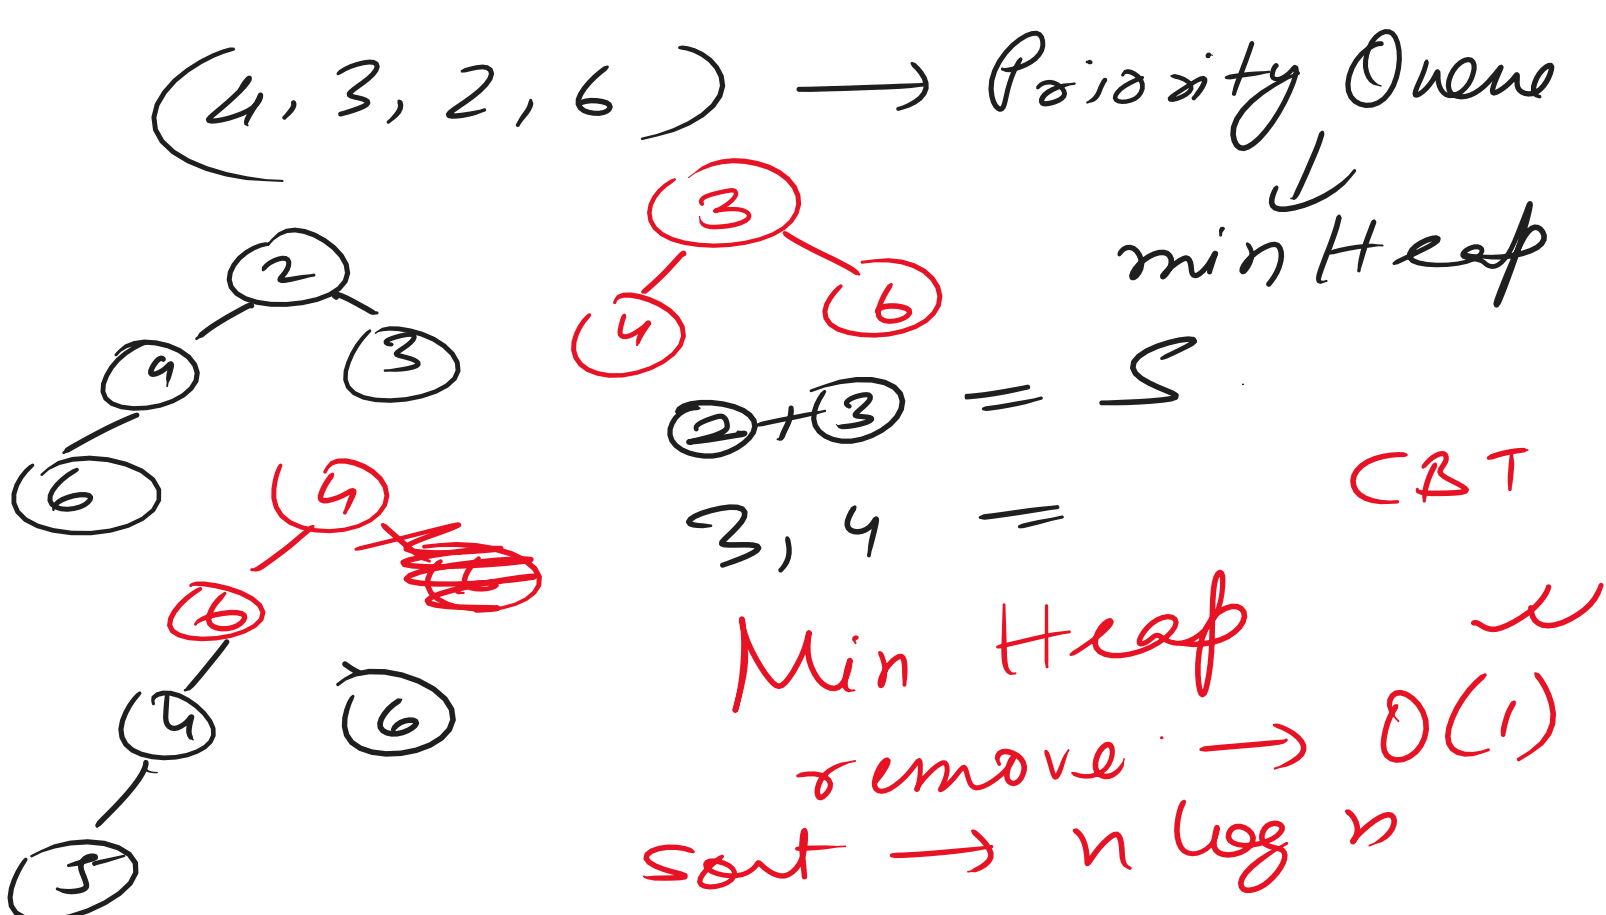 (4, 3, 2, 6) → Priority Queue
min Heap
3
4 6
2
9 3
6
2 + 3 = 5
3, 4 =
CBT
4
6
4 6
5
Min Heap
remove → O(1)
sort → n log n